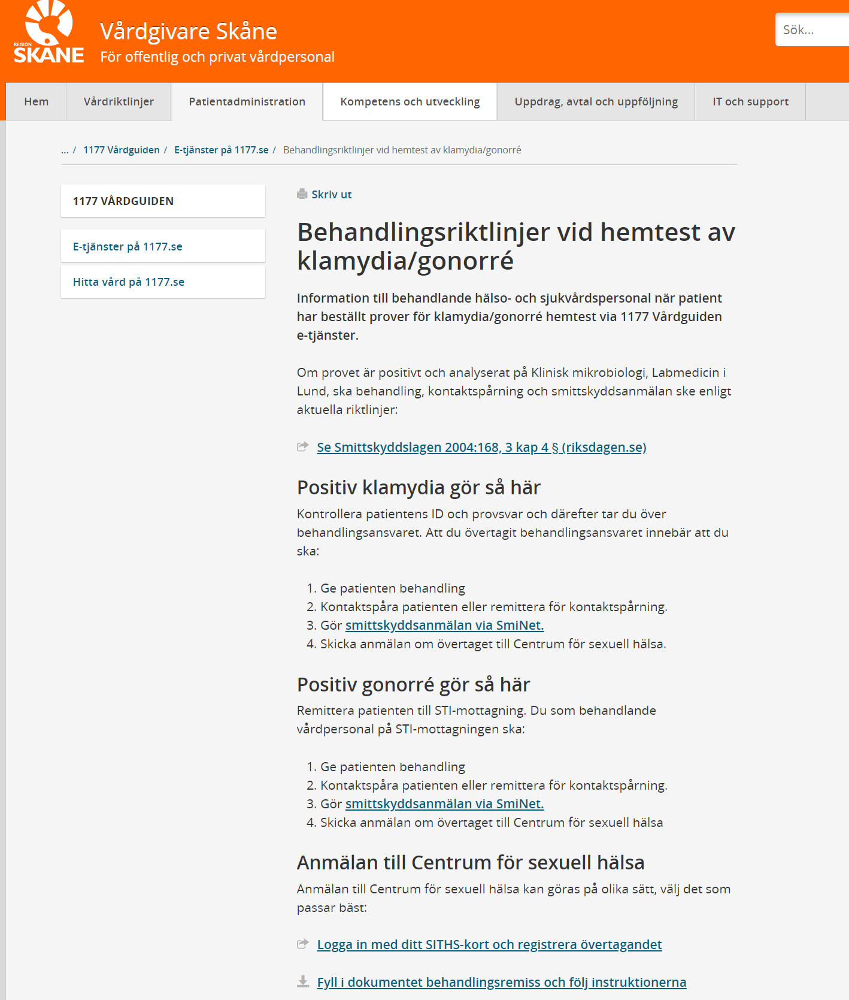 REGION
SKÅNE
Vårdgivare Skåne
För offentlig och privat vårdpersonal
Sök...
Hem
Vårdriktlinjer
Patientadministration
Kompetens och utveckling
Uppdrag, avtal och uppföljning
IT och support
... / 1177 Vårdguiden / E-tjänster på 1177.se / Behandlingsriktlinjer vid hemtest av klamydia/gonorré
1177 VÅRDGUIDEN
E-tjänster på 1177.se
Hitta vård på 1177.se
Skriv ut
Behandlingsriktlinjer vid hemtest av
klamydia/gonorré
Information till behandlande hälso- och sjukvårdspersonal när patient
har beställt prover för klamydia/gonorré hemtest via 1177 Vårdguiden
e-tjänster.
Om provet är positivt och analyserat på Klinisk mikrobiologi, Labmedicin i
Lund, ska behandling, kontaktspårning och smittskyddsanmälan ske enligt
aktuella riktlinjer:
Se Smittskyddslagen 2004:168, 3 kap 4 § (riksdagen.se)
Positiv klamydia gör så här
Kontrollera patientens ID och provsvar och därefter tar du över
behandlingsansvaret. Att du övertagit behandlingsansvaret innebär att du
ska:
1. Ge patienten behandling
2. Kontaktspåra patienten eller remittera för kontaktspårning.
3. Gör smittskyddsanmälan via SmiNet.
4. Skicka anmälan om övertaget till Centrum för sexuell hälsa.
Positiv gonorré gör så här
Remittera patienten till STI-mottagning. Du som behandlande
vårdpersonal på STI-mottagningen ska:
1. Ge patienten behandling
2. Kontaktspåra patienten eller remittera för kontaktspårning.
3. Gör smittskyddsanmälan via SmiNet.
4. Skicka anmälan om övertaget till Centrum för sexuell hälsa
Anmälan till Centrum för sexuell hälsa
Anmälan till Centrum för sexuell hälsa kan göras på olika sätt, välj det som
passar bäst:
Logga in med ditt SITHS-kort och registrera övertagandet
Fyll i dokumentet behandlingsremiss och följ instruktionerna